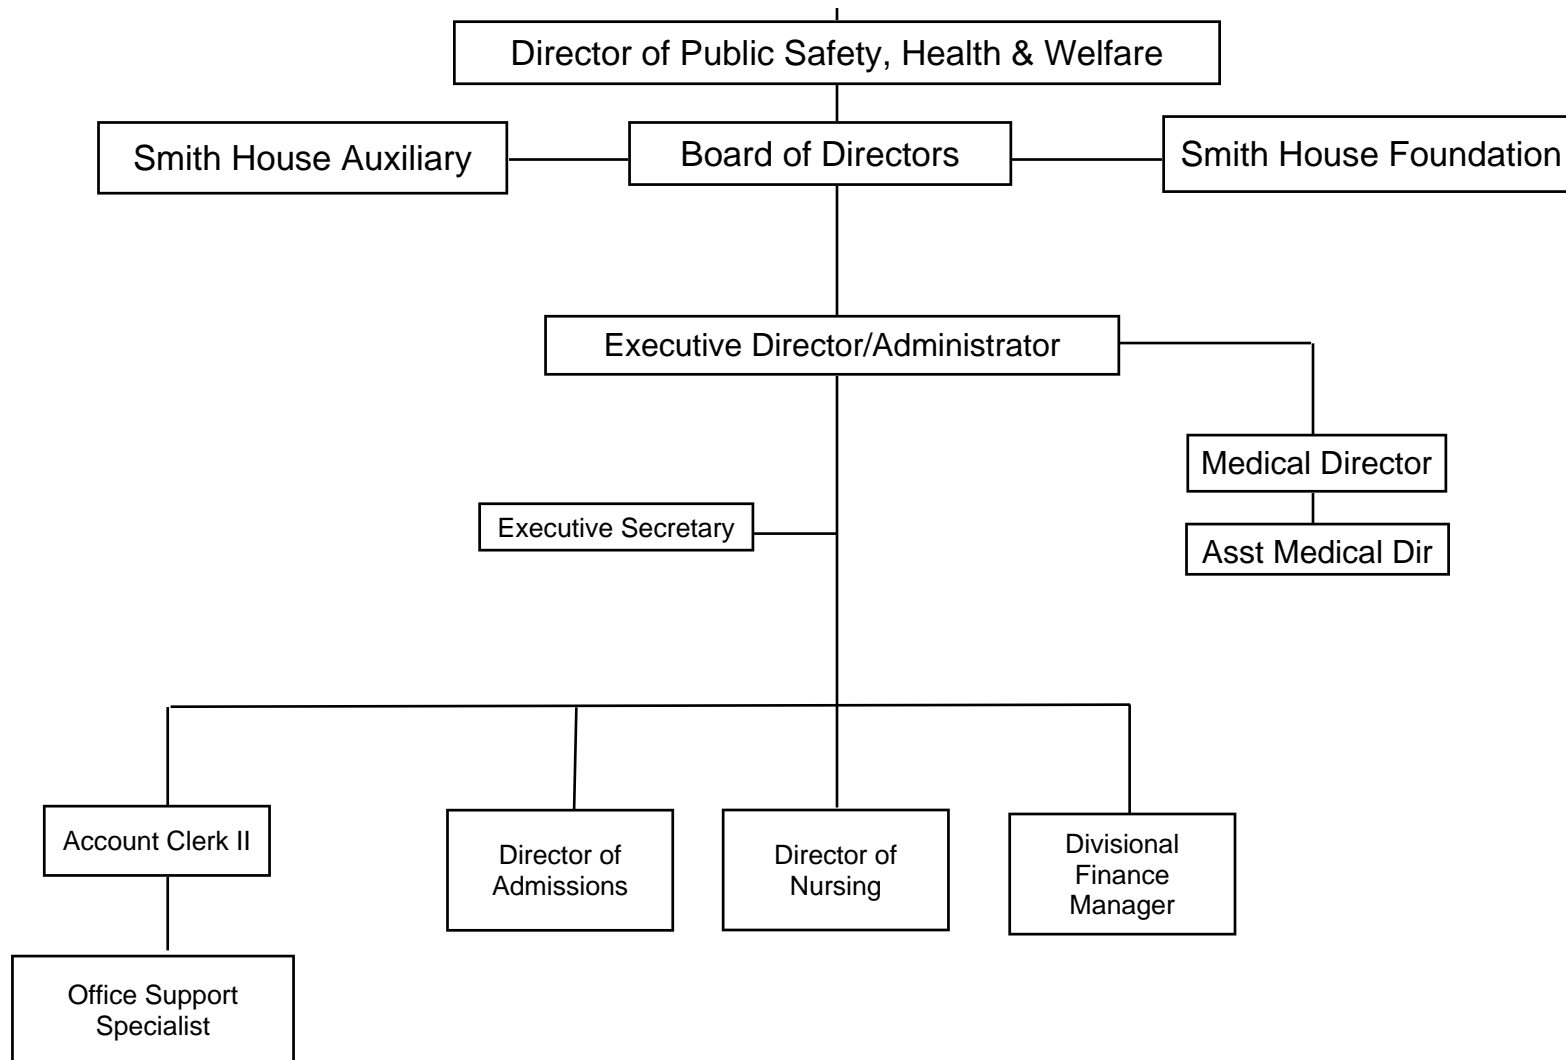 Director of Public Safety, Health & Welfare
Smith House Auxiliary
Board of Directors
Smith House Foundation
Executive Director/Administrator
Medical Director
Executive Secretary
Asst Medical Dir
Account Clerk II
Director of
Admissions
Director of
Nursing
Divisional
Finance
Manager
Office Support
Specialist